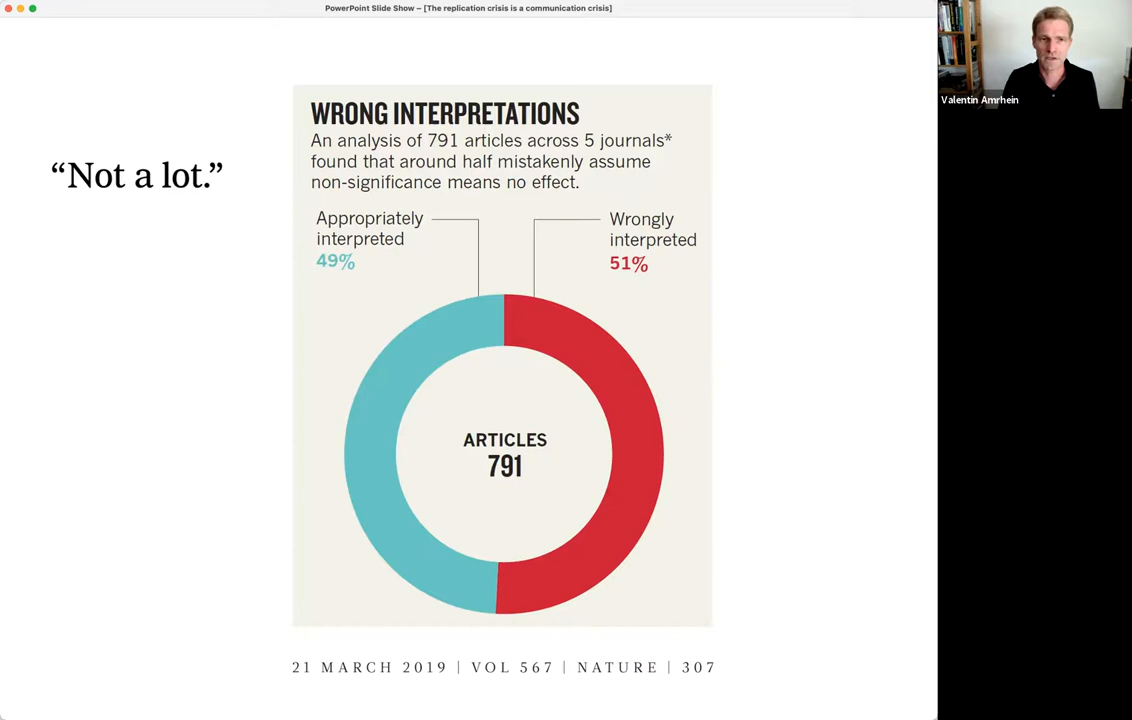 PowerPoint Slide Show – [The replication crisis is a communication crisis]
Valentin Amrhein
“Not a lot.”
WRONG INTERPRETATIONS
An analysis of 791 articles across 5 journals*
found that around half mistakenly assume
non-significance means no effect.
Appropriately
interpreted
49%
Wrongly
interpreted
51%
ARTICLES
791
21 MARCH 2019 | VOL 567 | NATURE | 307